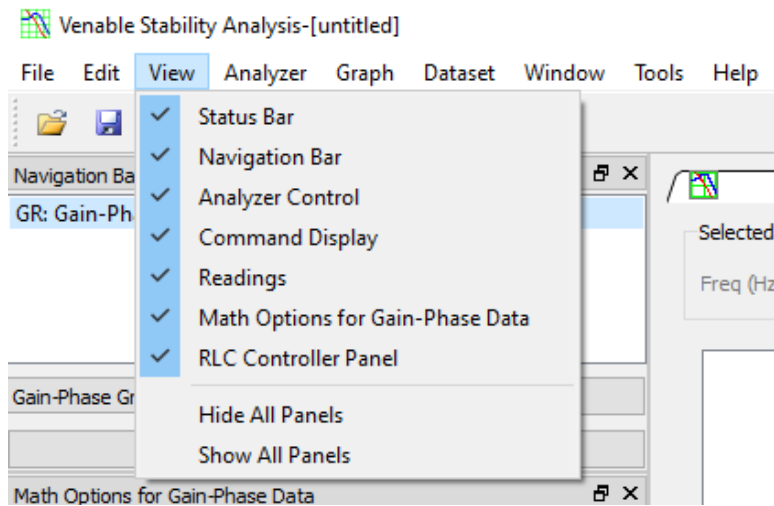 Venable Stability Analysis-[untitled]
File Edit View Analyzer Graph Dataset Window Tools Help
Status Bar
Navigation Bar
Analyzer Control
Command Display
Readings
Math Options for Gain-Phase Data
RLC Controller Panel
Hide All Panels
Show All Panels
Navigation Ba
GR: Gain-Ph
Gain-Phase Gr
Math Options for Gain-Phase Data
Selected
Freq (Hz